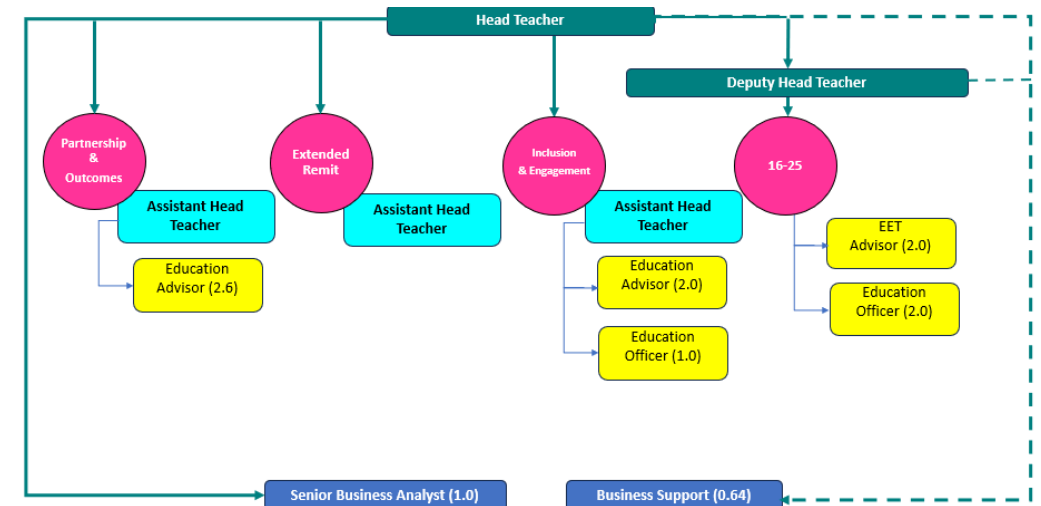 Head Teacher
Deputy Head Teacher
Partnership
&
Outcomes
Extended
Remit
Inclusion
& Engagement
16-25
Assistant Head
Teacher
Assistant Head
Teacher
Assistant Head
Teacher
EET
Advisor (2.0)
Education
Advisor (2.6)
Education
Advisor (2.0)
Education
Officer (2.0)
Education
Officer (1.0)
Senior Business Analyst (1.0)
Business Support (0.64)